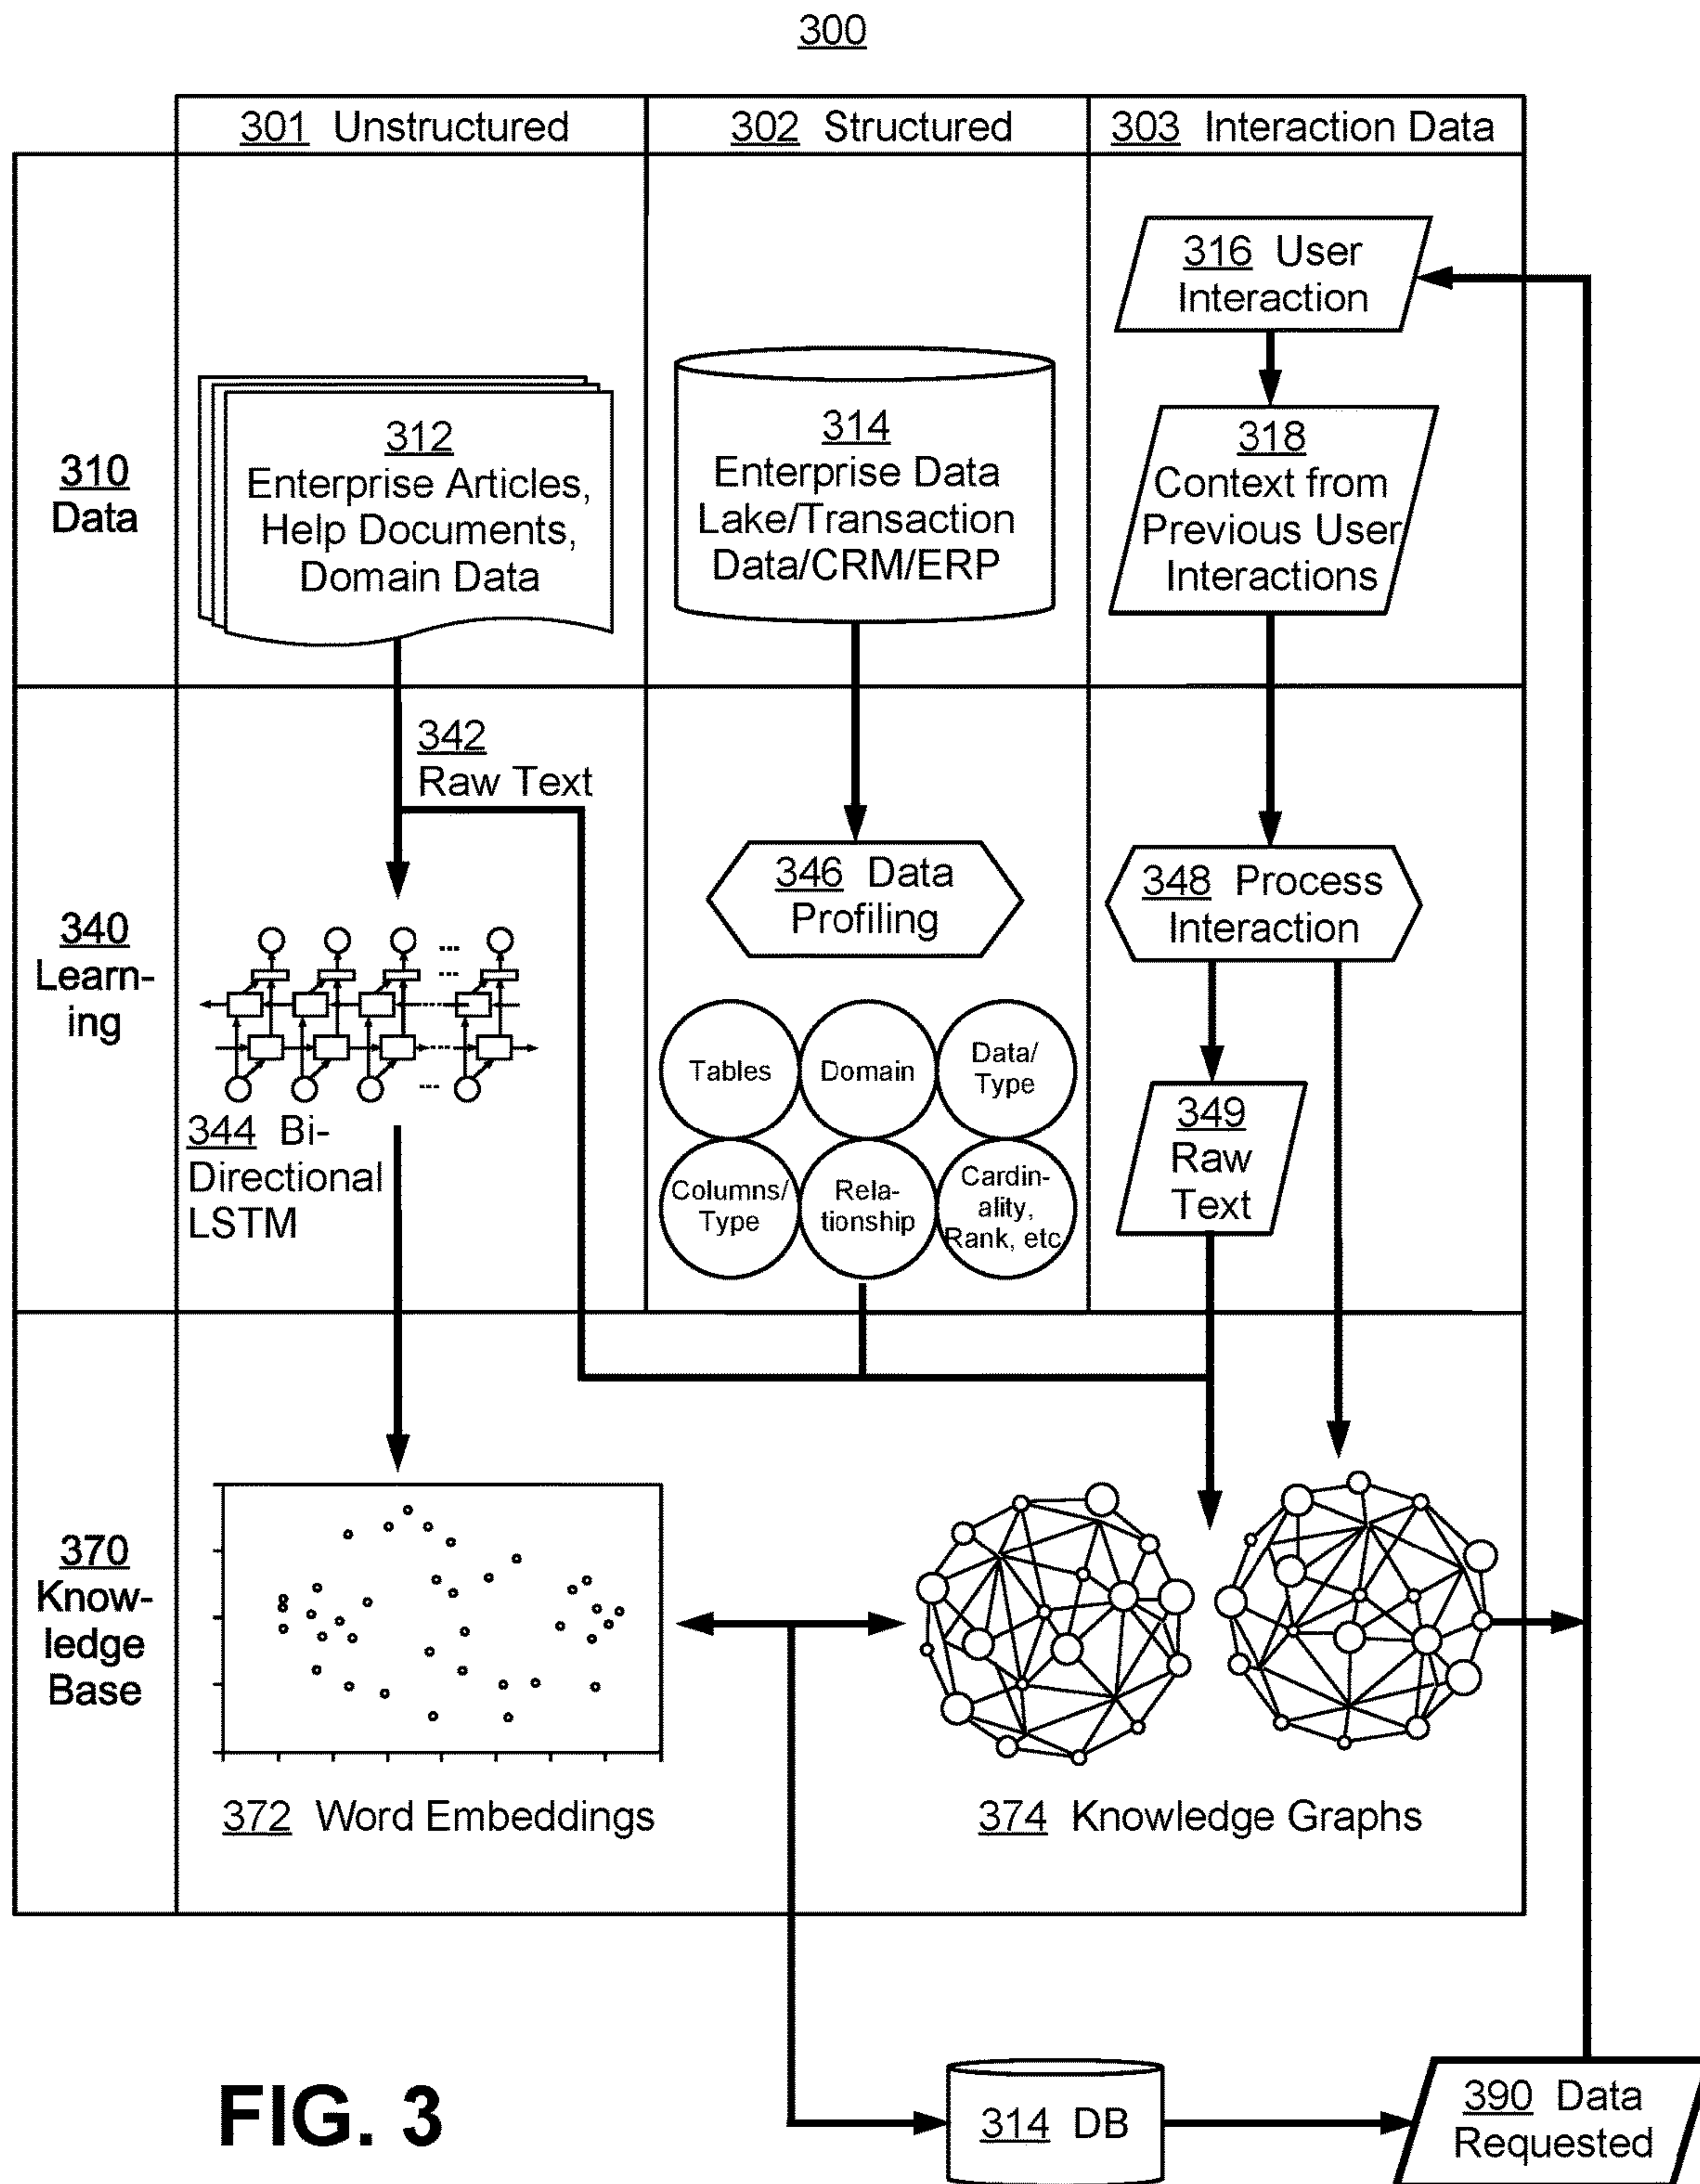 300
301 Unstructured
302 Structured
303 Interaction Data
310
Data
312
Enterprise Articles,
Help Documents,
Domain Data
314
Enterprise Data
Lake/Transaction
Data/CRM/ERP
316 User
Interaction
318
Context from
Previous User
Interactions
340
Learn-
ing
342
Raw Text
344 Bi-
Directional
LSTM
346 Data
Profiling
Tables
Domain
Data/
Type
Columns/
Type
Rela-
tionship
Cardin-
ality,
Rank, etc
348 Process
Interaction
349
Raw
Text
370
Know-
ledge
Base
372 Word Embeddings
374 Knowledge Graphs
FIG. 3
314 DB
390 Data
Requested